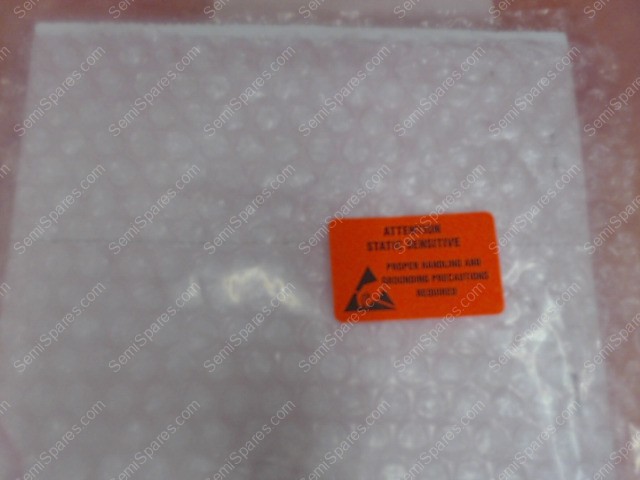 ATTENTION
STATIC SENSITIVE
PROPER HANDLING AND
GROUNDING PRECAUTIONS
REQUIRED
SemiSpares.com